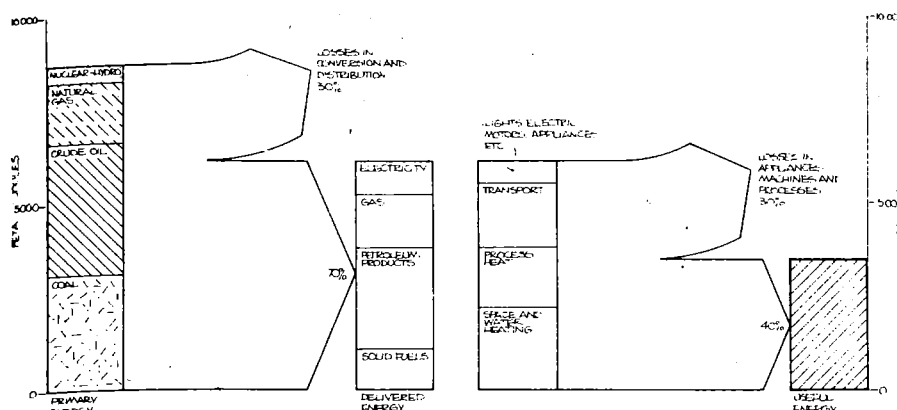 10000
NUCLEAR-HYDRO
NATURAL
GAS
CRUDE OIL
PETA JOULES
5000
COAL
0
PRIMARY
ENERGY
LOSSES IN
CONVERSION AND
DISTRIBUTION
30%
70%
ELECTRICITY
GAS
PETROLEUM
PRODUCTS
SOLID FUELS
DELIVERED
ENERGY
LIGHTS ELECTRIC
MOTORS, APPLIANCES
ETC
TRANSPORT
PROCESS
HEAT
SPACE AND
WATER
HEATING
LOSSES IN
APPLIANCES
MACHINES AND
PROCESSES
30%
40%
USEFUL
ENERGY
1000
500
0